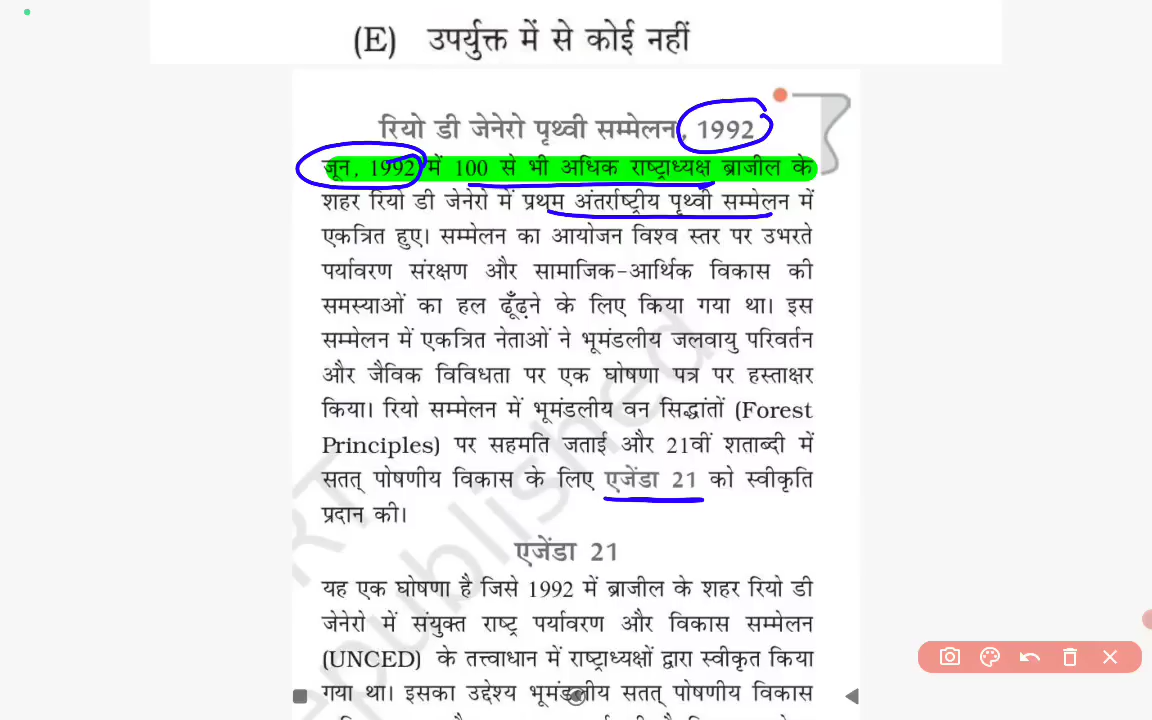 (E) उपर्युक्त में से कोई नहीं
रियो डी जेनेरो पृथ्वी सम्मेलन, 1992
जून, 1992 में 100 से भी अधिक राष्ट्राध्यक्ष ब्राजील के
शहर रियो डी जेनेरो में प्रथम अंतर्राष्ट्रीय पृथ्वी सम्मेलन में
एकत्रित हुए। सम्मेलन का आयोजन विश्व स्तर पर उभरते
पर्यावरण संरक्षण और सामाजिक-आर्थिक विकास की
समस्याओं का हल ढूँढ़ने के लिए किया गया था। इस
सम्मेलन में एकत्रित नेताओं ने भूमंडलीय जलवायु परिवर्तन
और जैविक विविधता पर एक घोषणा पत्र पर हस्ताक्षर
किया। रियो सम्मेलन में भूमंडलीय वन सिद्धांतों (Forest
Principles) पर सहमति जताई और 21वीं शताब्दी में
सतत् पोषणीय विकास के लिए एजेंडा 21 को स्वीकृति
प्रदान की।
एजेंडा 21
यह एक घोषणा है जिसे 1992 में ब्राजील के शहर रियो डी
जेनेरो में संयुक्त राष्ट्र पर्यावरण और विकास सम्मेलन
(UNCED) के तत्त्वाधान में राष्ट्राध्यक्षों द्वारा स्वीकृत किया
गया था। इसका उद्देश्य भूमंडलीय सतत् पोषणीय विकास